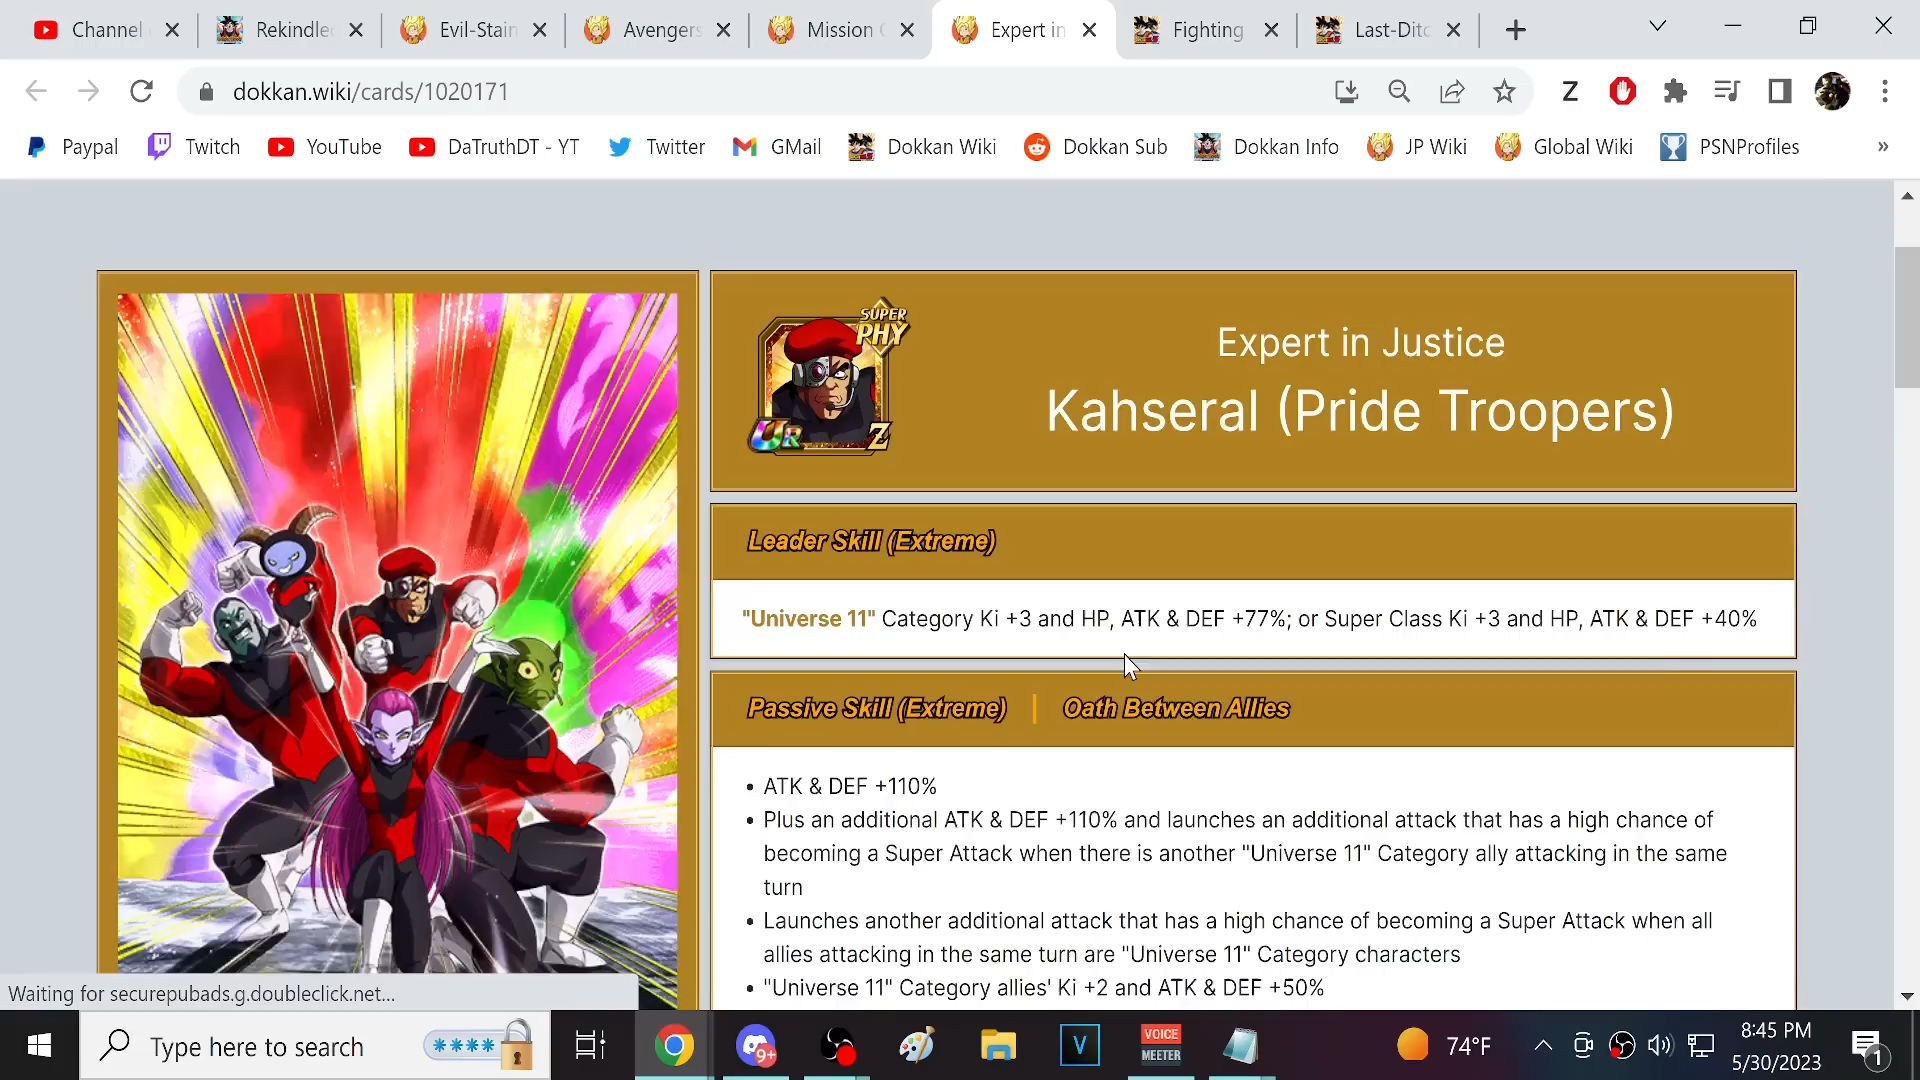 Channel
Rekindled
Evil-Stain
Avengers
Mission
Expert in
Fighting
Last-Ditc
dokkan.wiki/cards/1020171
Z
Paypal
Twitch
YouTube
DaTruthDT - YT
Twitter
GMail
Dokkan Wiki
Dokkan Sub
Dokkan Info
JP Wiki
Global Wiki
PSNProfiles
»
SUPER
PHY
UR
Z
Expert in Justice
Kahseral (Pride Troopers)
Leader Skill (Extreme)
"Universe 11" Category Ki +3 and HP, ATK & DEF +77%; or Super Class Ki +3 and HP, ATK & DEF +40%
Passive Skill (Extreme) | Oath Between Allies
• ATK & DEF +110%
• Plus an additional ATK & DEF +110% and launches an additional attack that has a high chance of
becoming a Super Attack when there is another "Universe 11" Category ally attacking in the same
turn
• Launches another additional attack that has a high chance of becoming a Super Attack when all
allies attacking in the same turn are "Universe 11" Category characters
• "Universe 11" Category allies' Ki +2 and ATK & DEF +50%
Waiting for securepubads.g.doubleclick.net...
Type here to search
****
9+
V
VOICE
MEETER
74°F
8:45 PM
5/30/2023
1